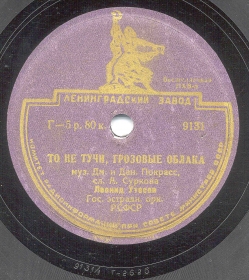 ЛЕНИНГРАДСКИЙ ЗАВОД
Г—5 р. 80 к.
9131
ТО НЕ ТУЧИ, ГРОЗОВЫЕ ОБЛАКА
муз. Дм. и Дан. Покрасс,
сл. А. Суркова
Леонид Утесов
Гос. эстрадн. орк.
РСФСР